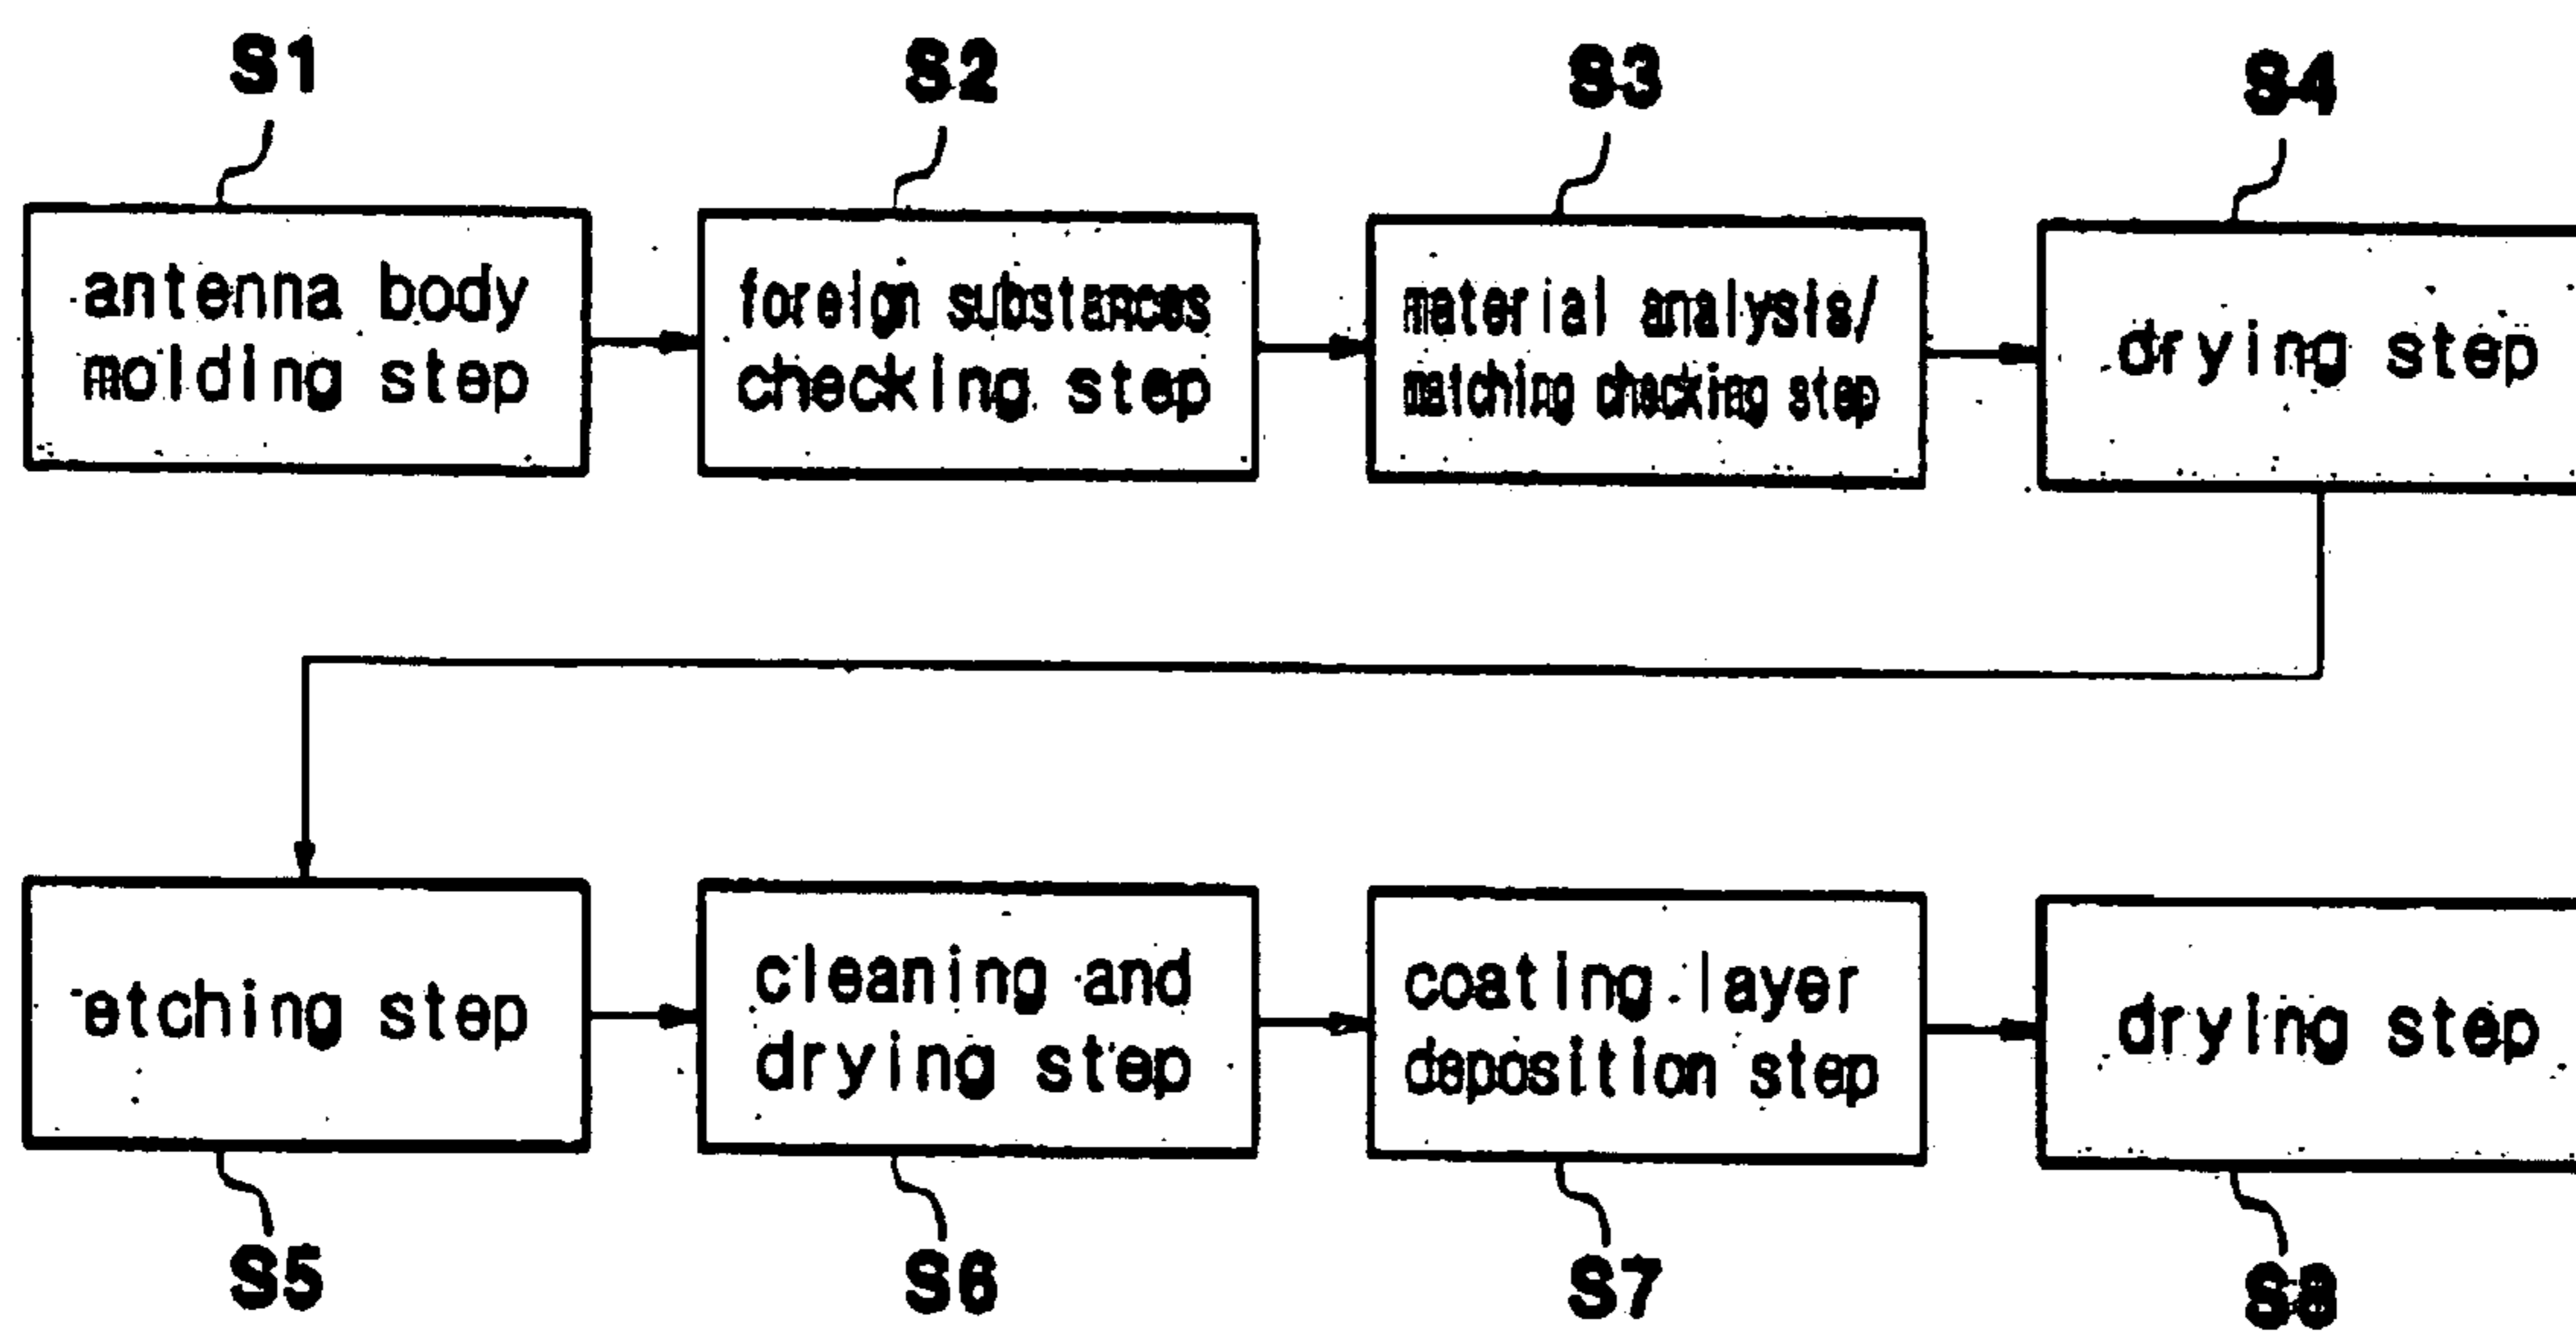 S1
S2
S3
S4
antenna body
molding step
foreign substances
checking step
material analysis/
matching checking step
drying step
etching step
cleaning and
drying step
coating layer
deposition step
drying step
S5
S6
S7
S8